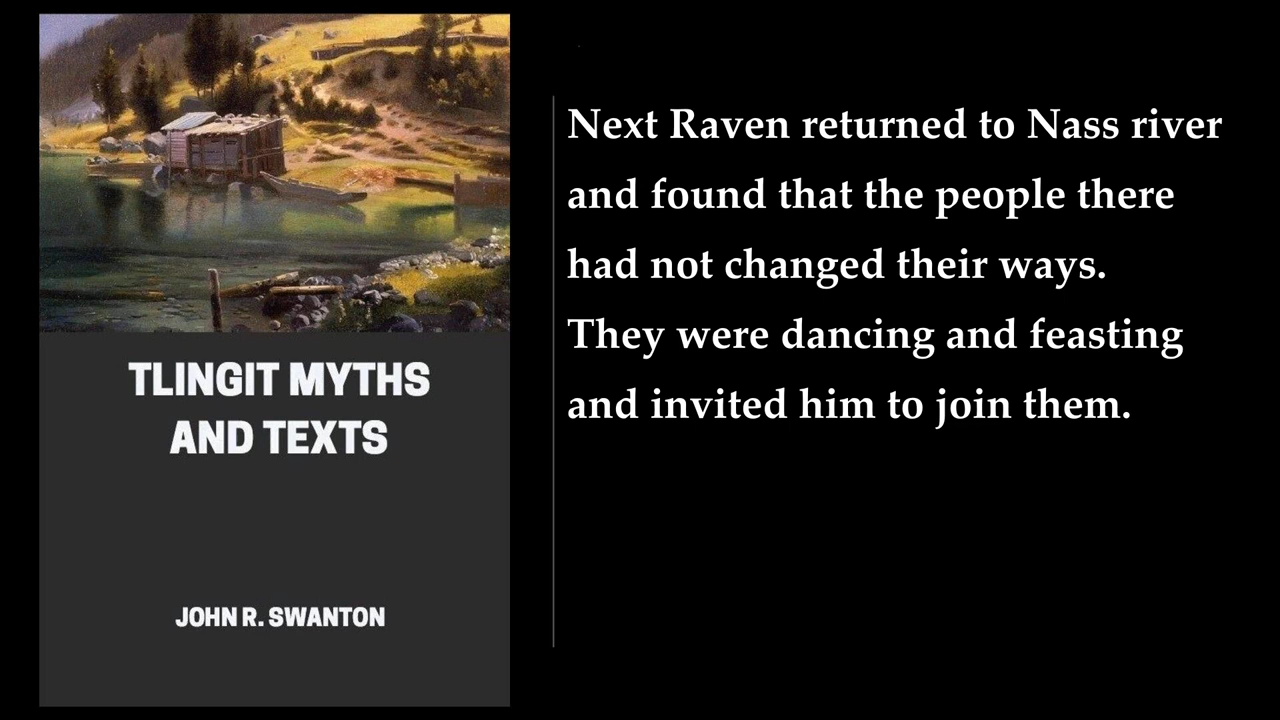 TLINGIT MYTHS
AND TEXTS
JOHN R. SWANTON
Next Raven returned to Nass river
and found that the people there
had not changed their ways.
They were dancing and feasting
and invited him to join them.